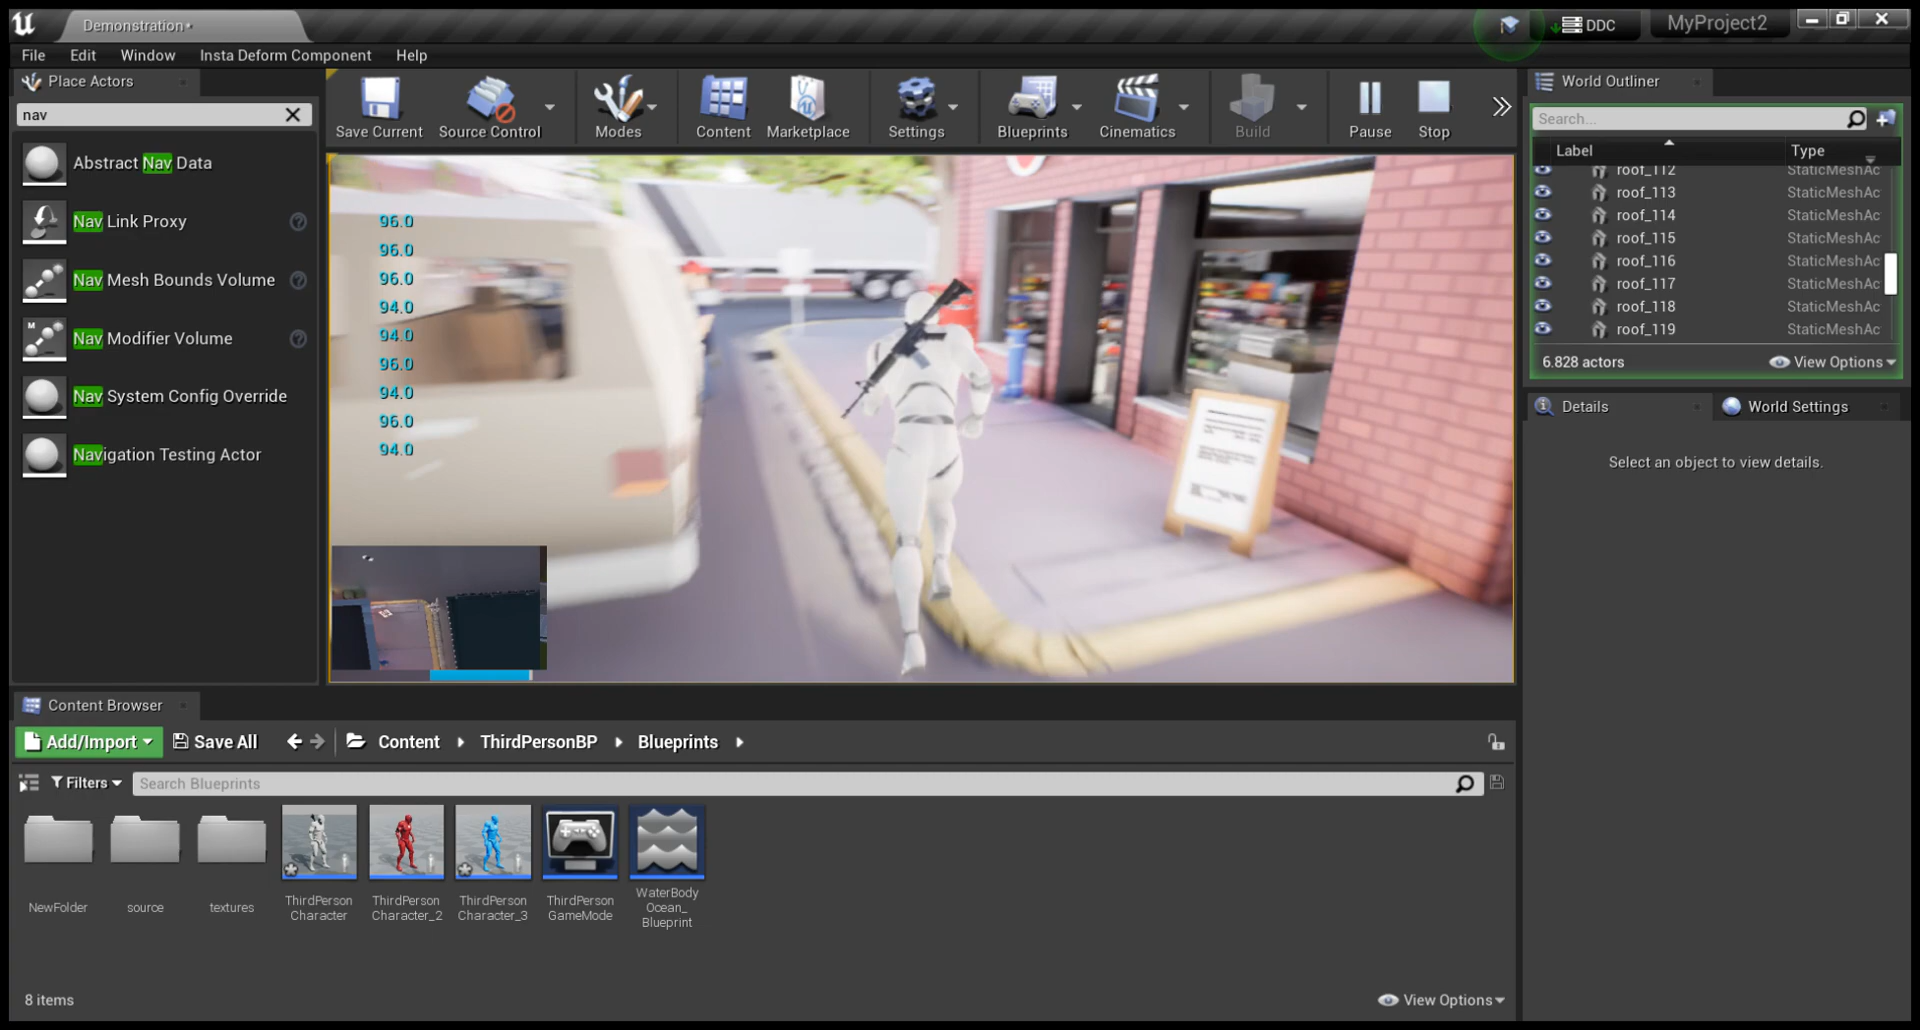 Demonstration•
DDC
MyProject2
File Edit Window Insta Deform Component Help
Place Actors
nav
Abstract Nav Data
Nav Link Proxy
Nav Mesh Bounds Volume
Nav Modifier Volume
Nav System Config Override
Navigation Testing Actor
Save Current
Source Control
Modes
Content
Marketplace
Settings
Blueprints
Cinematics
Build
Pause
Stop
96.0
96.0
96.0
94.0
94.0
96.0
94.0
96.0
94.0
World Outliner
Search...
Label Type
roof_112 StaticMeshAc
roof_113 StaticMeshAc
roof_114 StaticMeshAc
roof_115 StaticMeshAc
roof_116 StaticMeshAc
roof_117 StaticMeshAc
roof_118 StaticMeshAc
roof_119 StaticMeshAc
6.828 actors View Options
Details World Settings
Select an object to view details.
Content Browser
Add/Import Save All Content ThirdPersonBP Blueprints
Filters Search Blueprints
NewFolder
source
textures
ThirdPerson
Character
ThirdPerson
Character_2
ThirdPerson
Character_3
ThirdPerson
GameMode
WaterBody
Ocean_
Blueprint
8 items View Options